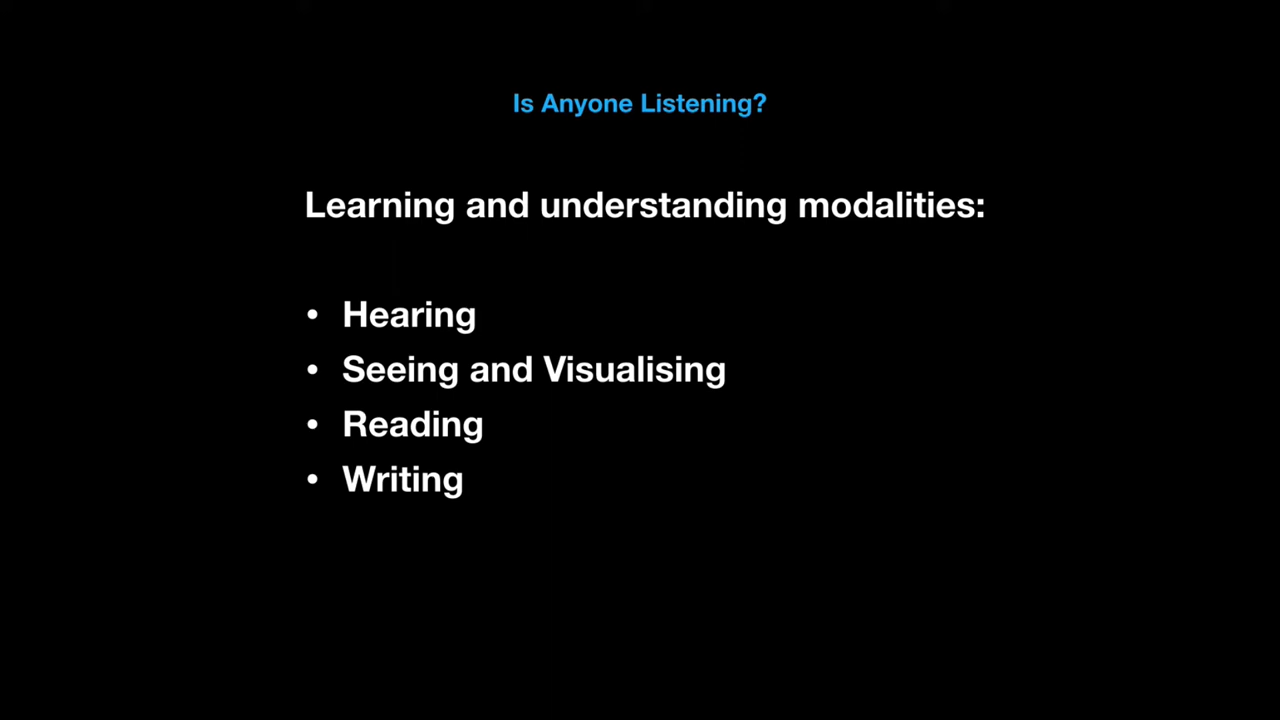 Is Anyone Listening?
Learning and understanding modalities:
• Hearing
• Seeing and Visualising
• Reading
• Writing